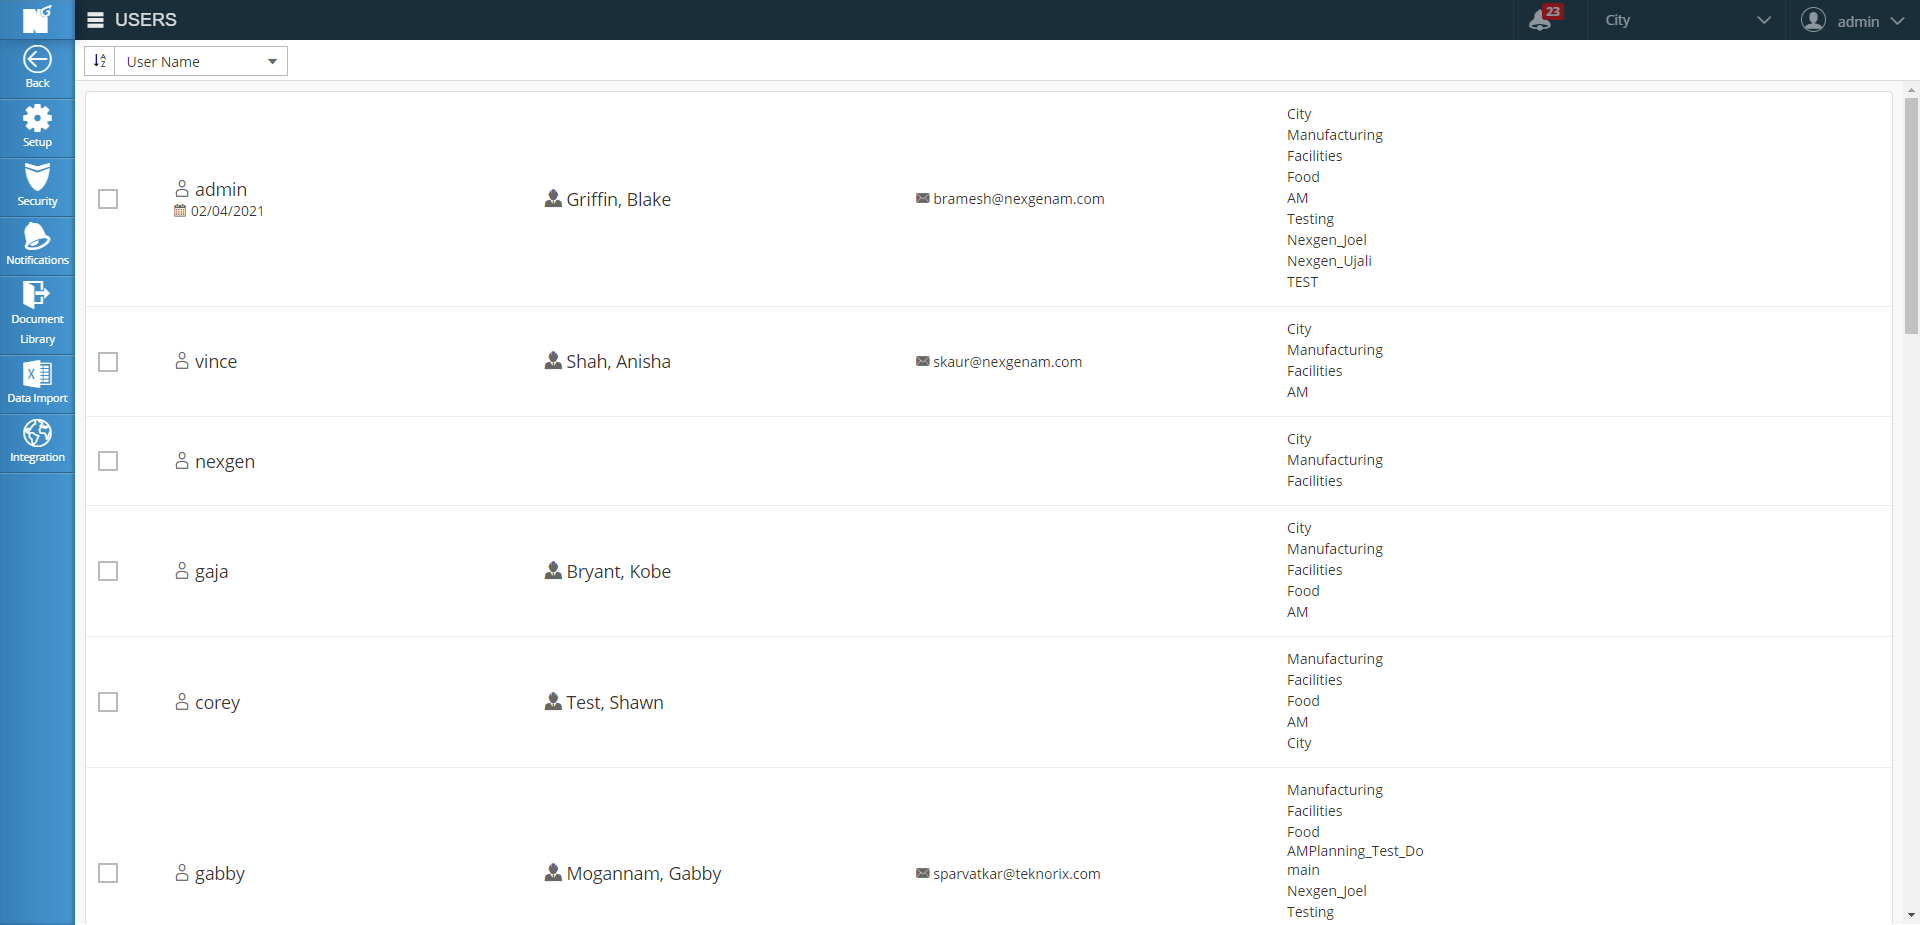 USERS
23
City
admin
Back
Setup
Security
Notifications
Document
Library
Data Import
Integration
User Name
admin
02/04/2021
Griffin, Blake
bramesh@nexgenam.com
City
Manufacturing
Facilities
Food
AM
Testing
Nexgen_Joel
Nexgen_Ujali
TEST
vince
Shah, Anisha
skaur@nexgenam.com
City
Manufacturing
Facilities
AM
nexgen
City
Manufacturing
Facilities
gaja
Bryant, Kobe
City
Manufacturing
Facilities
Food
AM
corey
Test, Shawn
Manufacturing
Facilities
Food
AM
City
gabby
Mogannam, Gabby
sparvatkar@teknorix.com
Manufacturing
Facilities
Food
AMPlanning_Test_Do
main
Nexgen_Joel
Testing